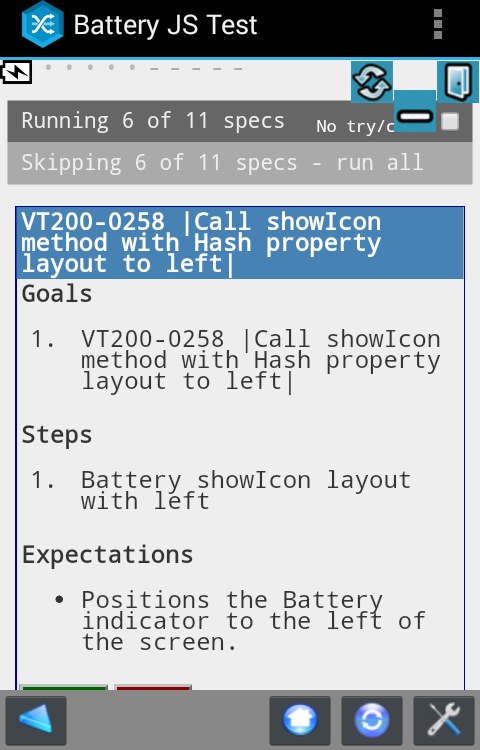 Battery JS Test
Running 6 of 11 specs
No try/c
Skipping 6 of 11 specs - run all
VT200-0258 |Call showIcon
method with Hash property
layout to left|
Goals
1. VT200-0258 |Call showIcon
method with Hash property
layout to left|
Steps
1. Battery showIcon layout
with left
Expectations
• Positions the Battery
indicator to the left of
the screen.